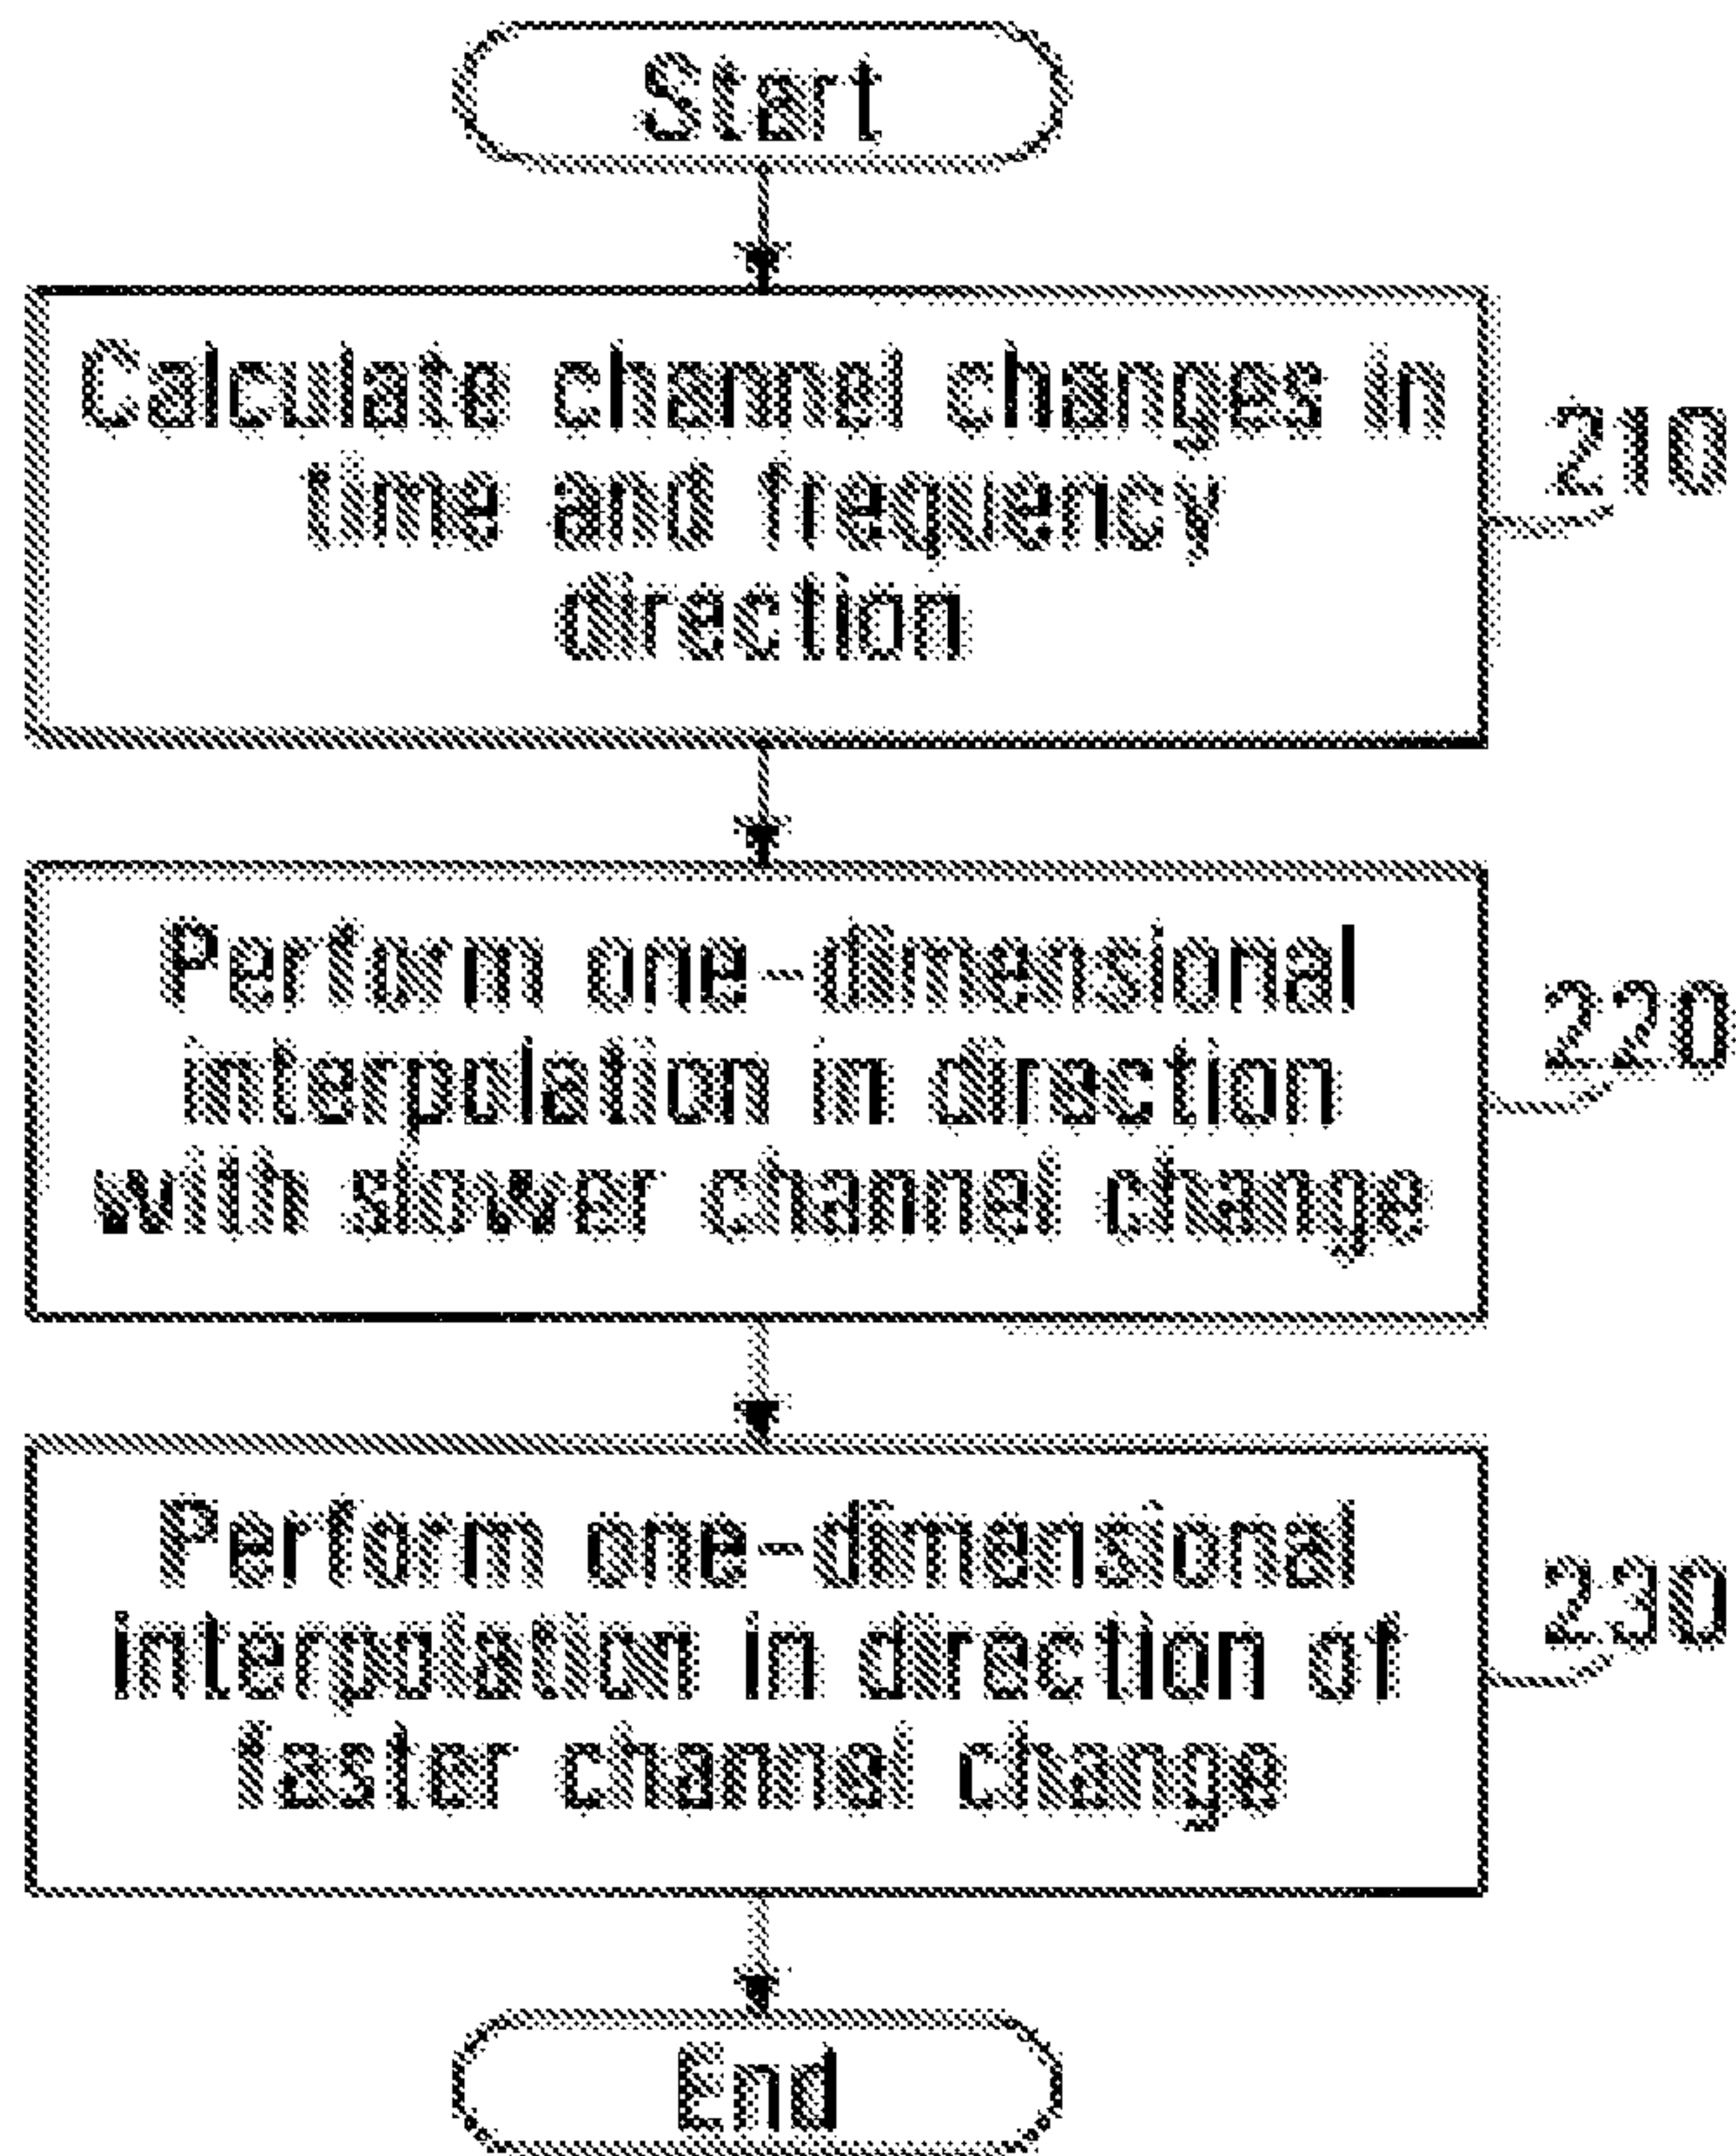 Start
Calculate channel changes in
time and frequency
direction
210
Perform one-dimensional
interpolation in direction
with slower channel change
220
Perform one-dimensional
interpolation in direction of
faster channel change
230
End